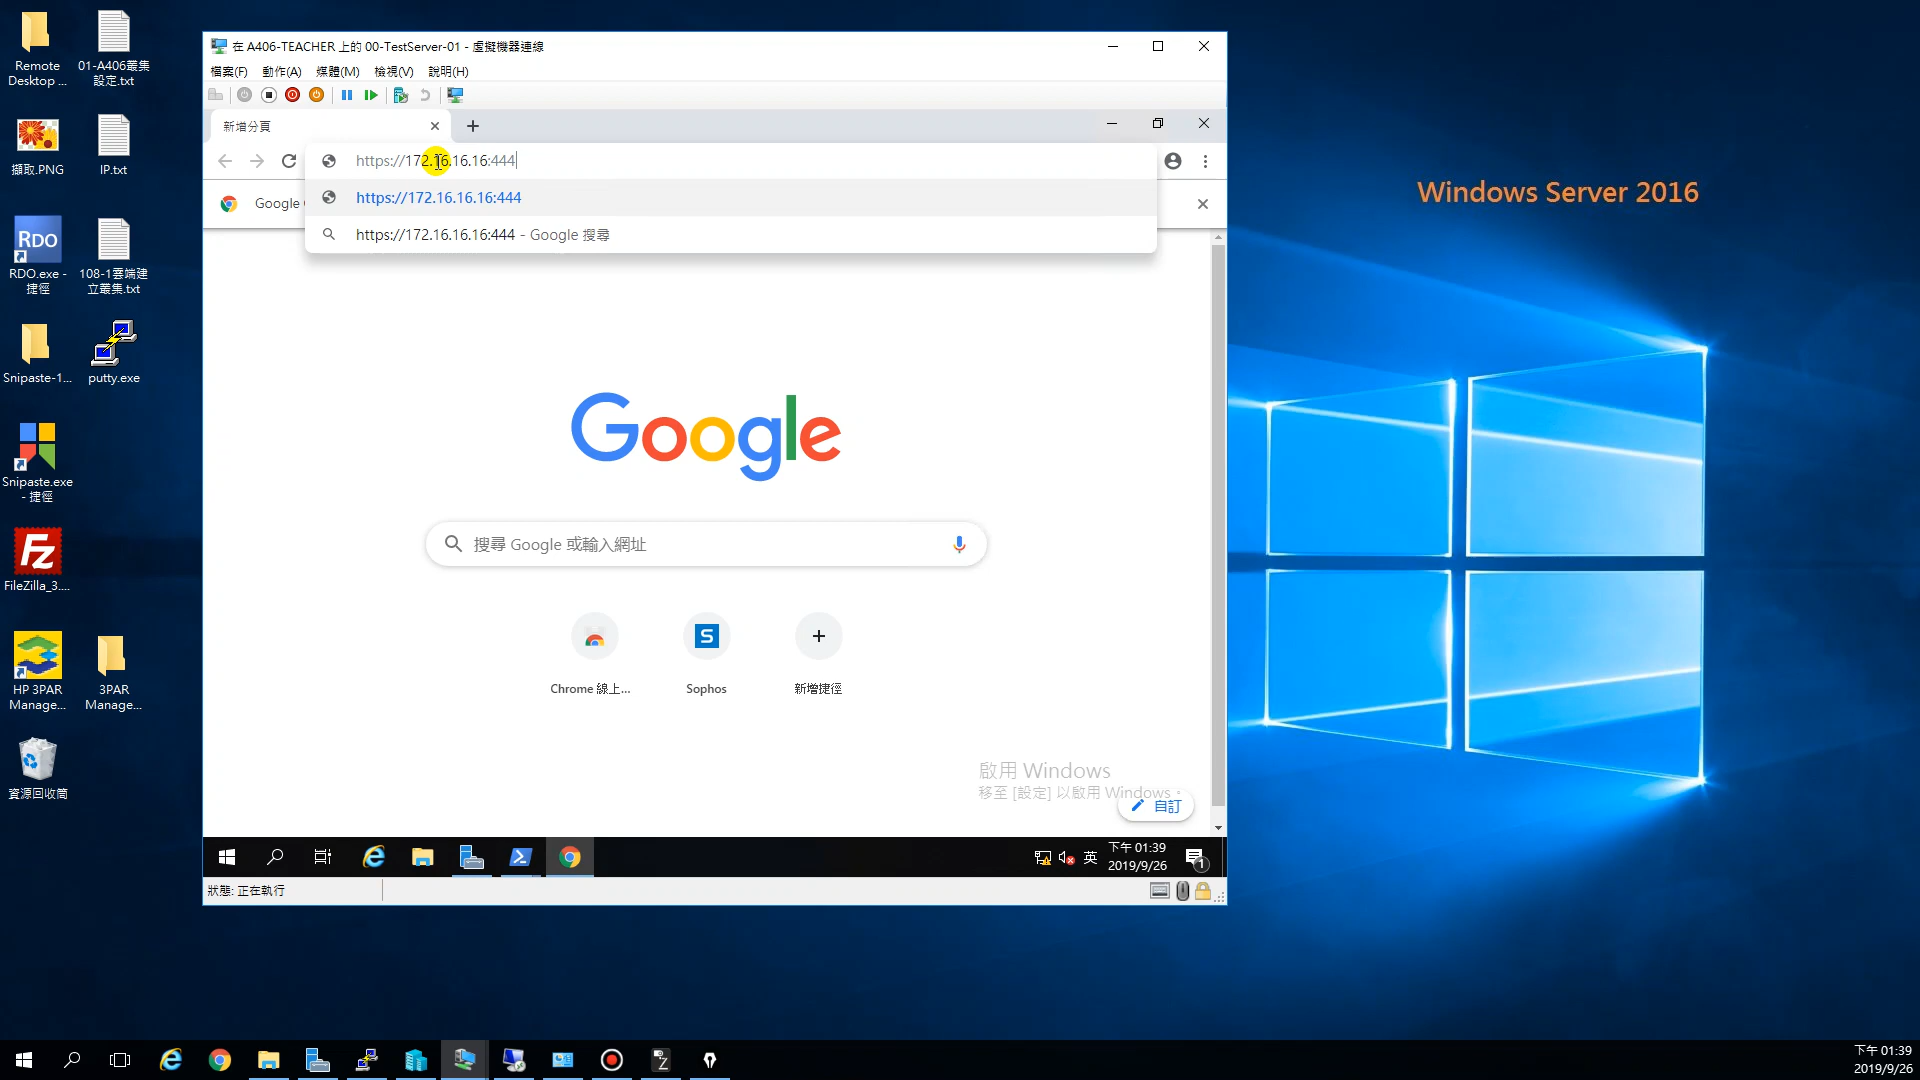 Remote
Desktop ...
01-A406叢集
設定.txt
擷取.PNG
IP.txt
RDO
RDO.exe -
捷徑
108-1雲端建
立叢集.txt
Snipaste-1...
putty.exe
Snipaste.exe
- 捷徑
Fz
FileZilla_3....
HP 3PAR
Manage...
3PAR
Manage...
資源回收筒
在 A406-TEACHER 上的 00-TestServer-01 - 虛擬機器連線
檔案(F) 動作(A) 媒體(M) 檢視(V) 說明(H)
新增分頁
https://172.16.16.16:444
https://172.16.16.16:444
https://172.16.16.16:444 - Google 搜尋
Google
Google
搜尋 Google 或輸入網址
S
Chrome 線上...
Sophos
新增捷徑
啟用 Windows
移至 [設定] 以啟用 Windows。
自訂
英
下午 01:39
2019/9/26
1
狀態: 正在執行
Windows Server 2016
下午 01:39
2019/9/26